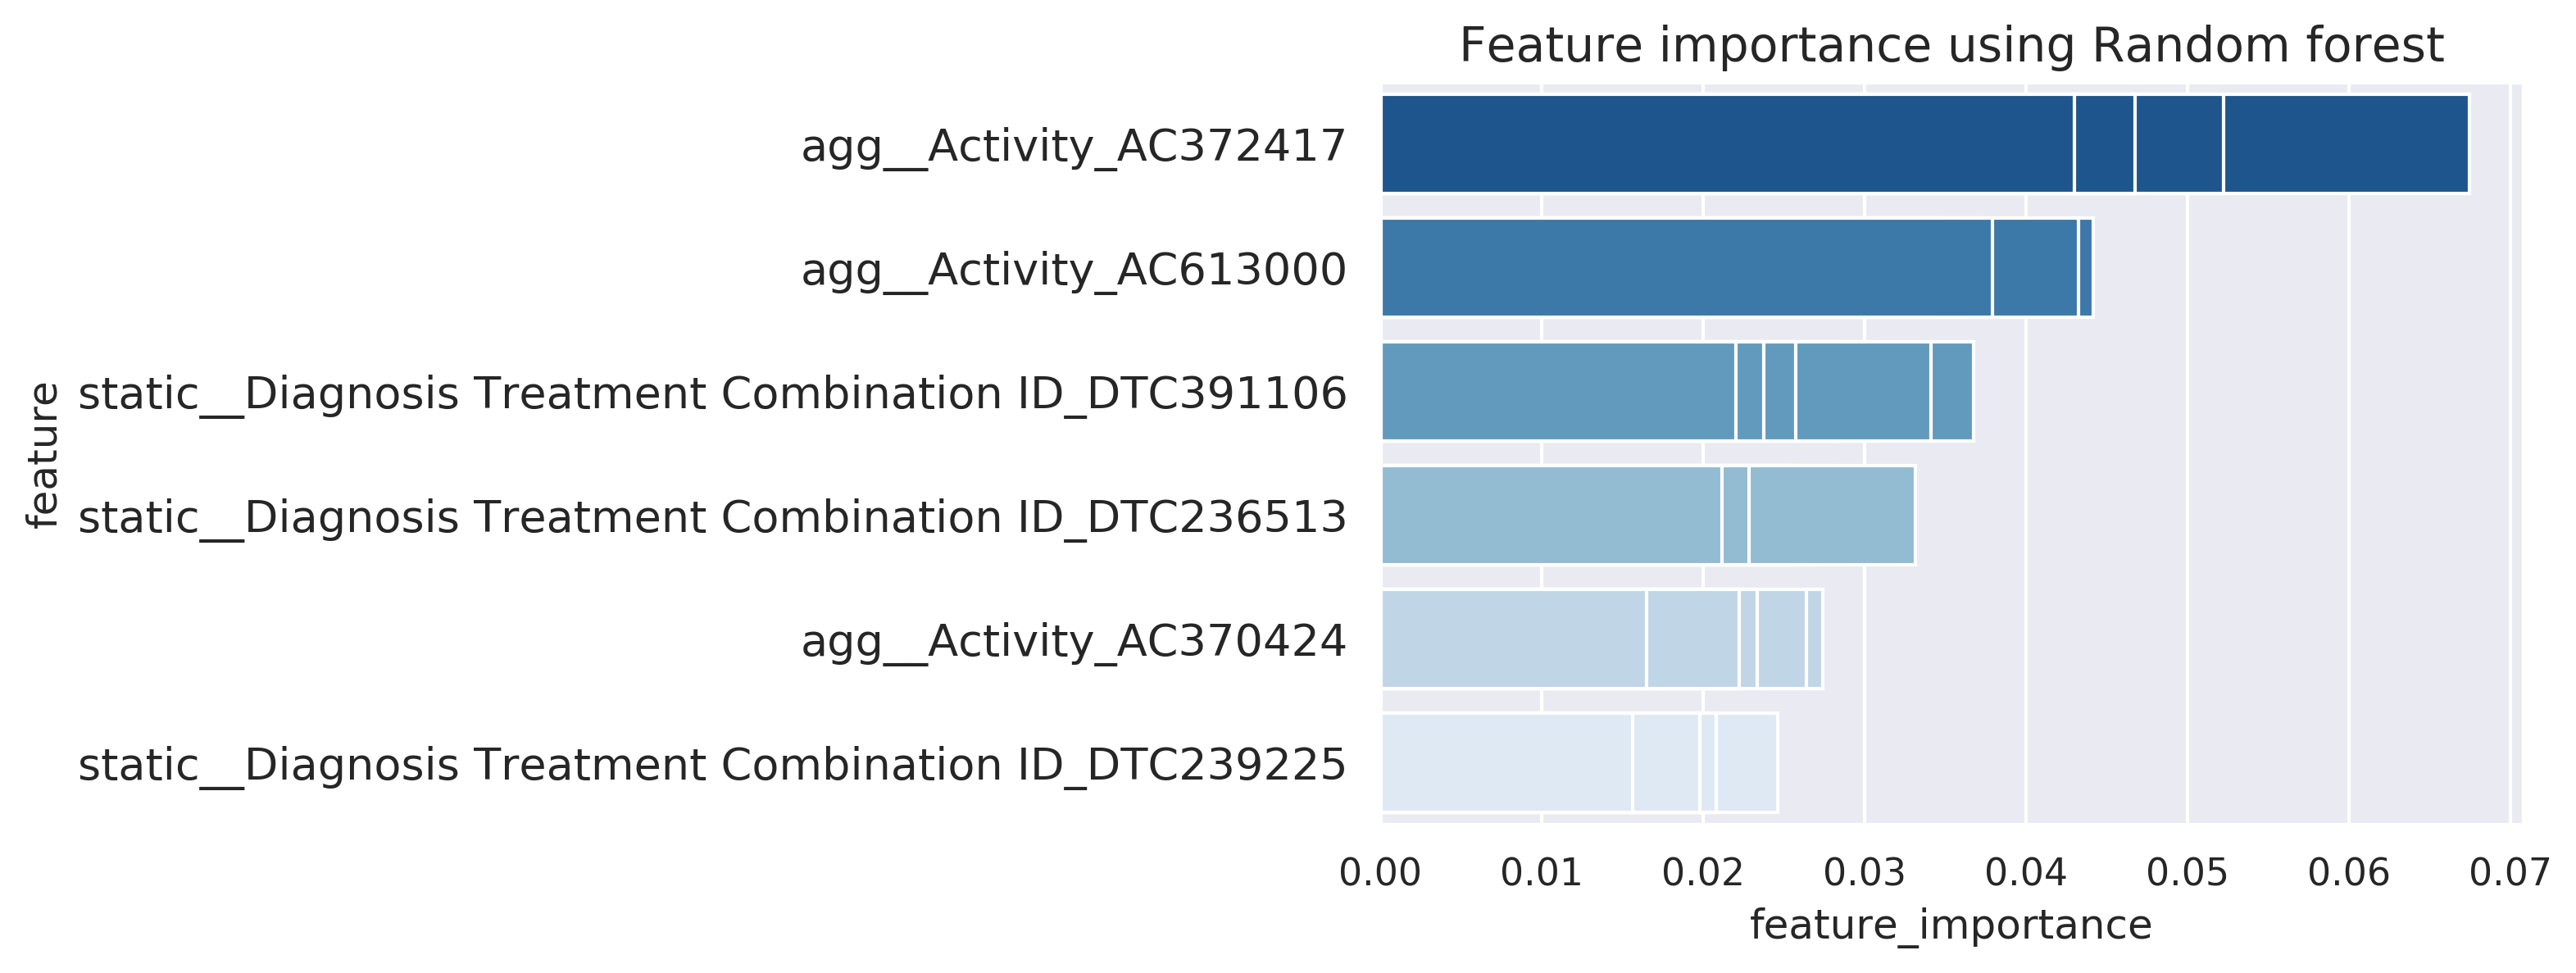 Feature importance using Random forest
feature
agg__Activity_AC372417
agg__Activity_AC613000
static__Diagnosis Treatment Combination ID_DTC391106
static__Diagnosis Treatment Combination ID_DTC236513
agg__Activity_AC370424
static__Diagnosis Treatment Combination ID_DTC239225
0.00 0.01 0.02 0.03 0.04 0.05 0.06 0.07
feature_importance